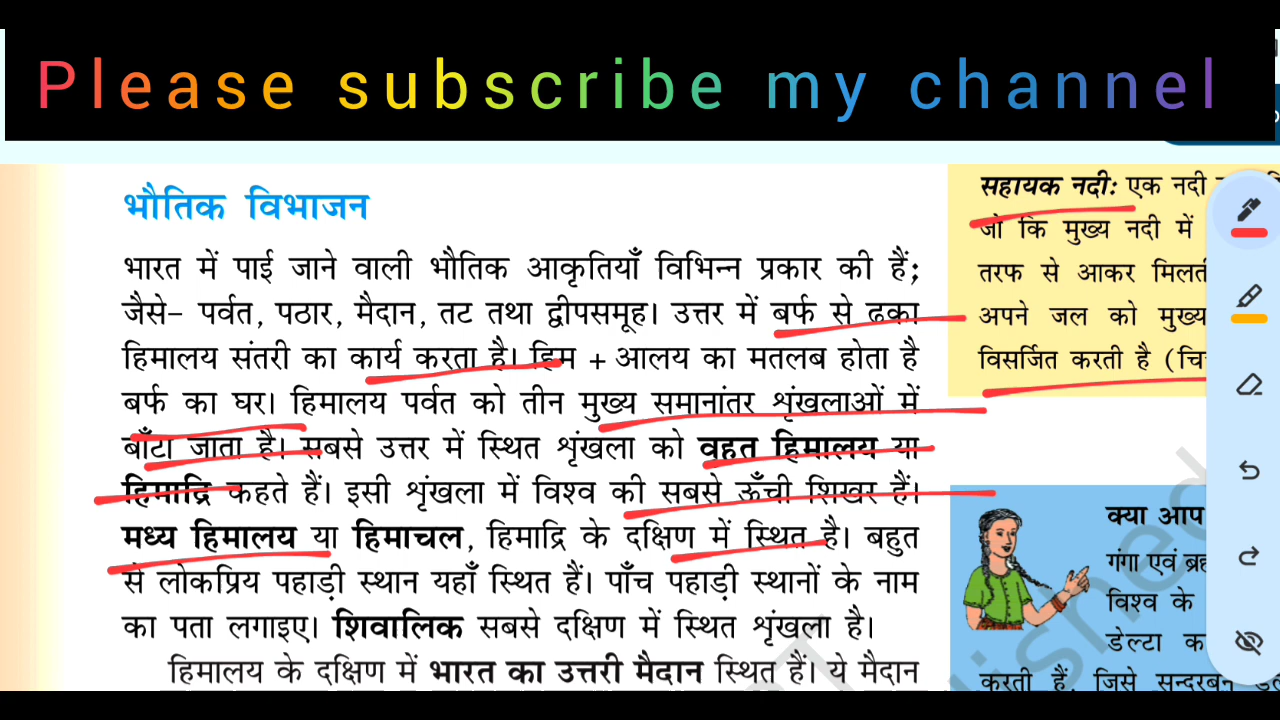 Please subscribe my channel
भौतिक विभाजन
भारत में पाई जाने वाली भौतिक आकृतियाँ विभिन्न प्रकार की हैं;
जैसे– पर्वत, पठार, मैदान, तट तथा द्वीपसमूह। उत्तर में बर्फ से ढका
हिमालय संतरी का कार्य करता है। हिम + आलय का मतलब होता है
बर्फ का घर। हिमालय पर्वत को तीन मुख्य समानांतर शृंखलाओं में
बाँटा जाता है। सबसे उत्तर में स्थित शृंखला को वृहत हिमालय या
हिमाद्रि कहते हैं। इसी शृंखला में विश्व की सबसे ऊँची शिखर हैं।
मध्य हिमालय या हिमाचल, हिमाद्रि के दक्षिण में स्थित है। बहुत
से लोकप्रिय पहाड़ी स्थान यहाँ स्थित हैं। पाँच पहाड़ी स्थानों के नाम
का पता लगाइए। शिवालिक सबसे दक्षिण में स्थित शृंखला है।
हिमालय के दक्षिण में भारत का उत्तरी मैदान स्थित हैं। ये मैदान
सहायक नदीः एक नदी
जो कि मुख्य नदी में
तरफ से आकर मिलती
अपने जल को मुख्य
विसर्जित करती है
क्या आप
गंगा एवं
विश्व के
डेल्टा
करती हैं, जिसे सुन्दरबन